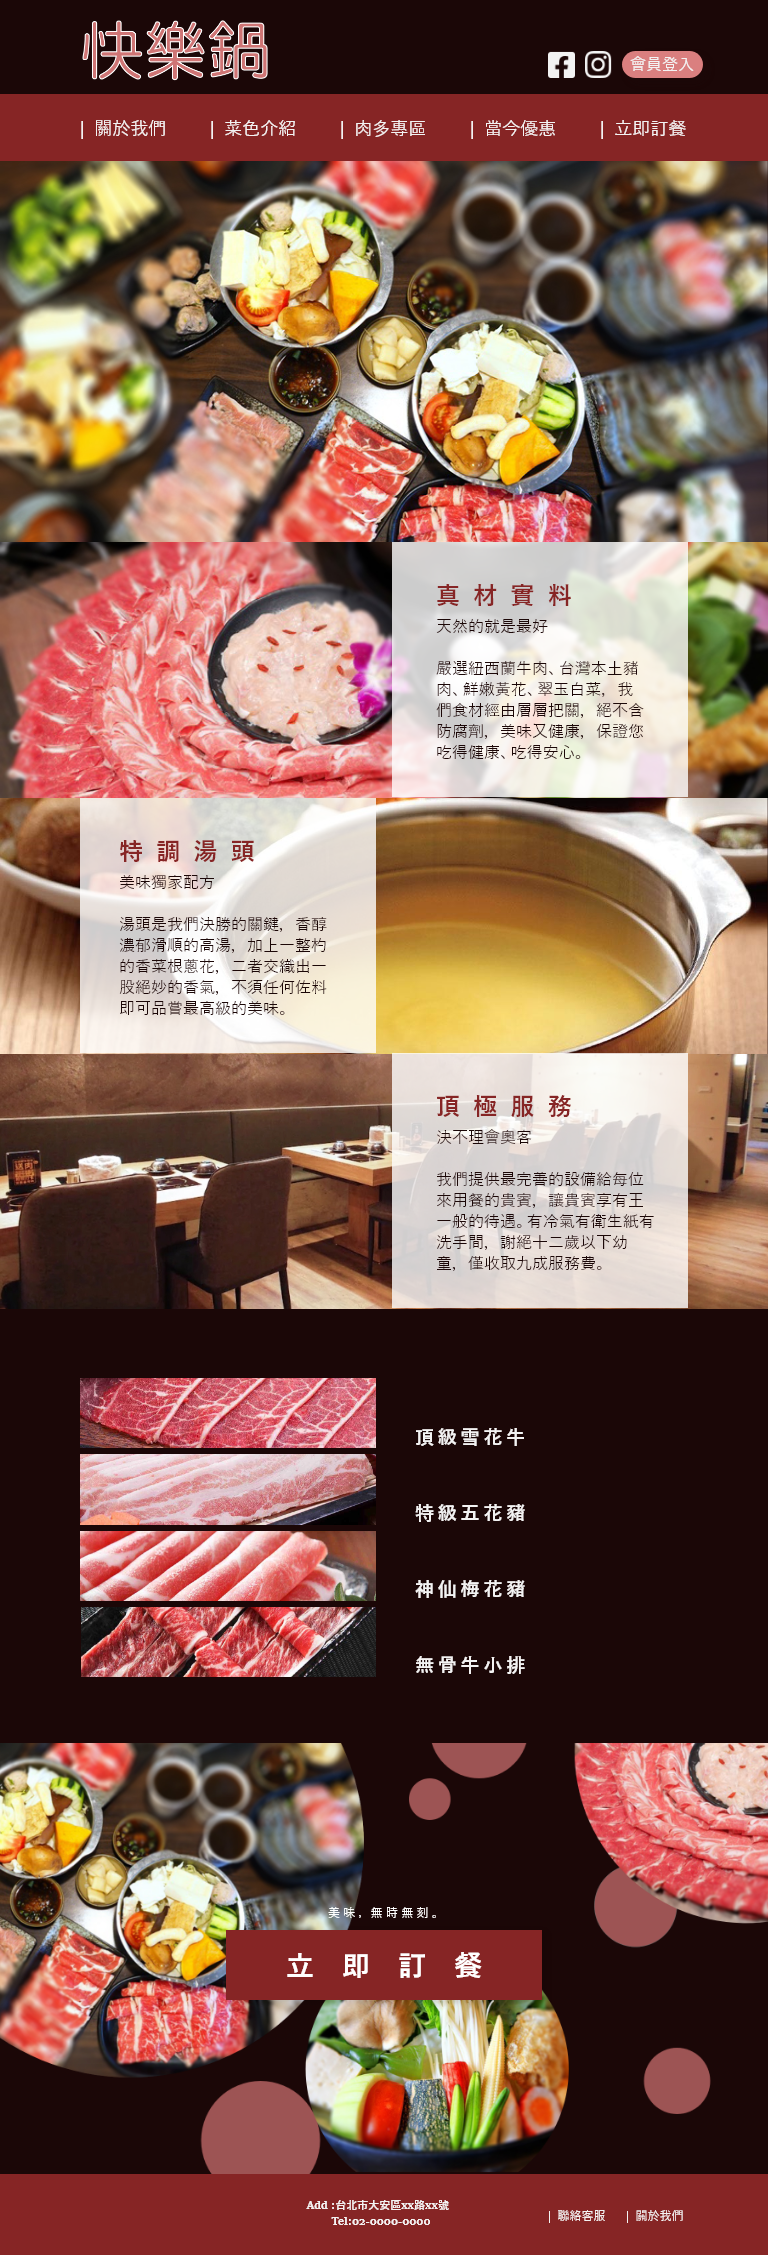 快樂鍋
會員登入
| 關於我們 | 菜色介紹 | 肉多專區 | 當今優惠 | 立即訂餐
真材實料
天然的就是最好
嚴選紐西蘭牛肉、台灣本土豬
肉、鮮嫩黃花、翠玉白菜，我
們食材經由層層把關，絕不含
防腐劑，美味又健康，保證您
吃得健康、吃得安心。
特調湯頭
美味獨家配方
湯頭是我們決勝的關鍵，香醇
濃郁滑順的高湯，加上一整杓
的香菜根蔥花，二者交織出一
股絕妙的香氣，不須任何佐料
即可品嘗最高級的美味。
頂極服務
決不理會奧客
我們提供最完善的設備給每位
來用餐的貴賓，讓貴賓享有王
一般的待遇。有冷氣有衛生紙有
洗手間，謝絕十二歲以下幼
童，僅收取九成服務費。
頂級雪花牛
特級五花豬
神仙梅花豬
無骨牛小排
美味，無時無刻。
立即訂餐
Add :台北市大安區xx路xx號
Tel:02-0000-0000
| 聯絡客服 | 關於我們